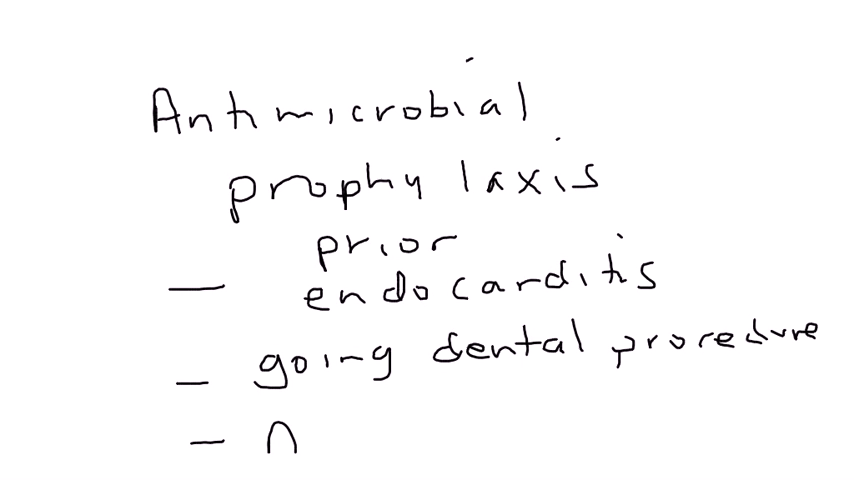 Antimicrobial
prophylaxis
prior
- endocarditis
- going dental procedure
- n